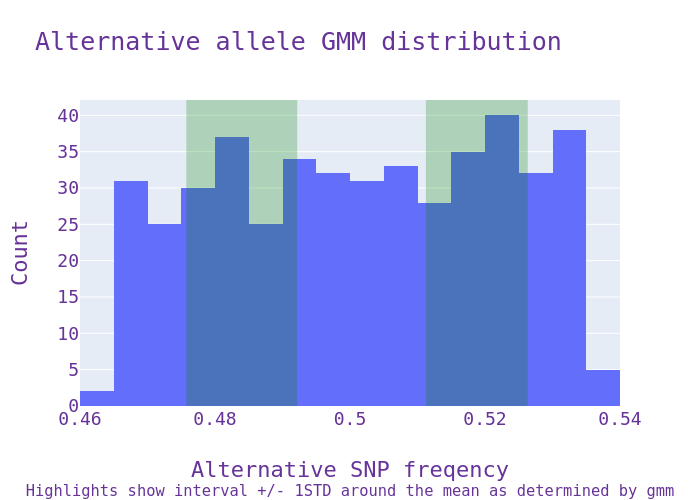 Alternative allele GMM distribution
40
35
30
25
20
15
10
5
0
Count
0.46 0.48 0.5 0.52 0.54
Alternative SNP freqency
Highlights show interval +/- 1STD around the mean as determined by gmm